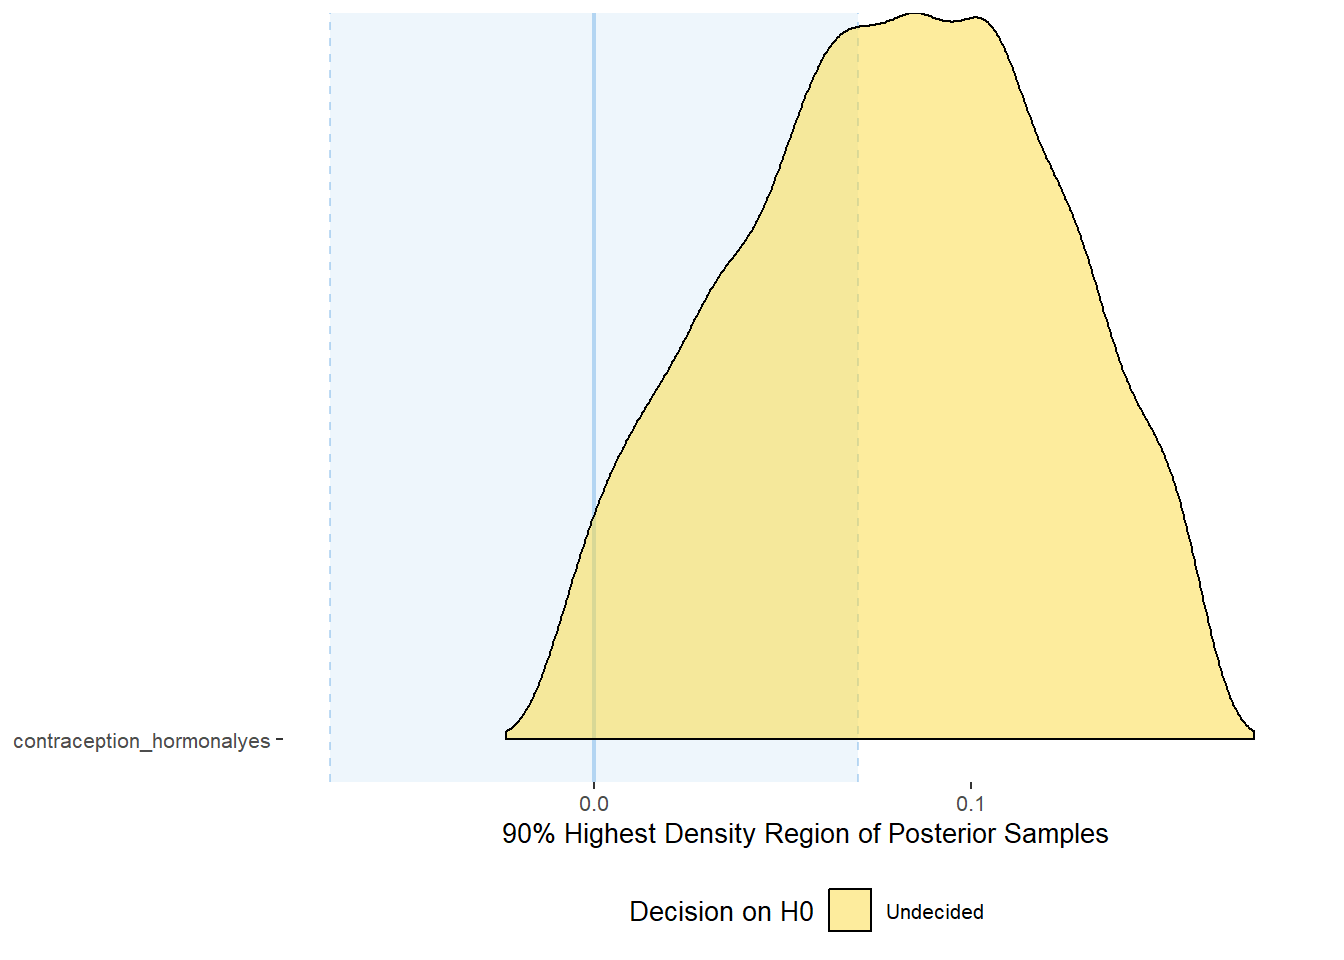 contraception_hormonalyes
0.0 0.1
90% Highest Density Region of Posterior Samples
Decision on H0 Undecided